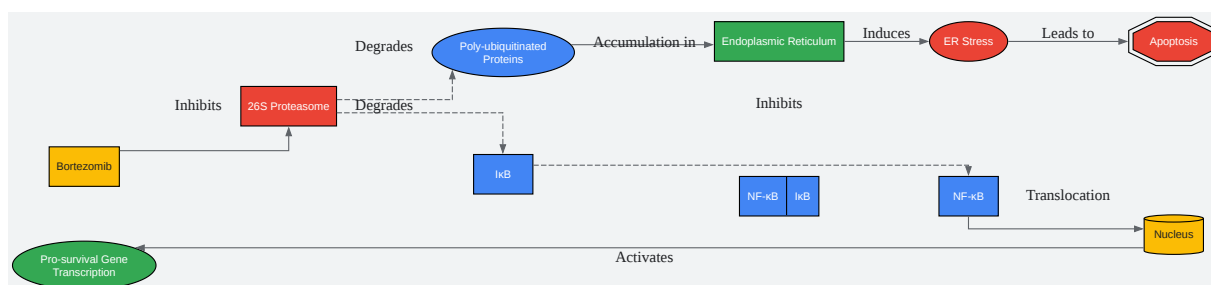 Degrades
Poly-ubiquitinated
Proteins
Accumulation in
Endoplasmic Reticulum
Induces
ER Stress
Leads to
Apoptosis
Inhibits
26S Proteasome
Degrades
Inhibits
Bortezomib
IκB
NF-κB
IκB
NF-κB
Translocation
Nucleus
Pro-survival Gene
Transcription
Activates